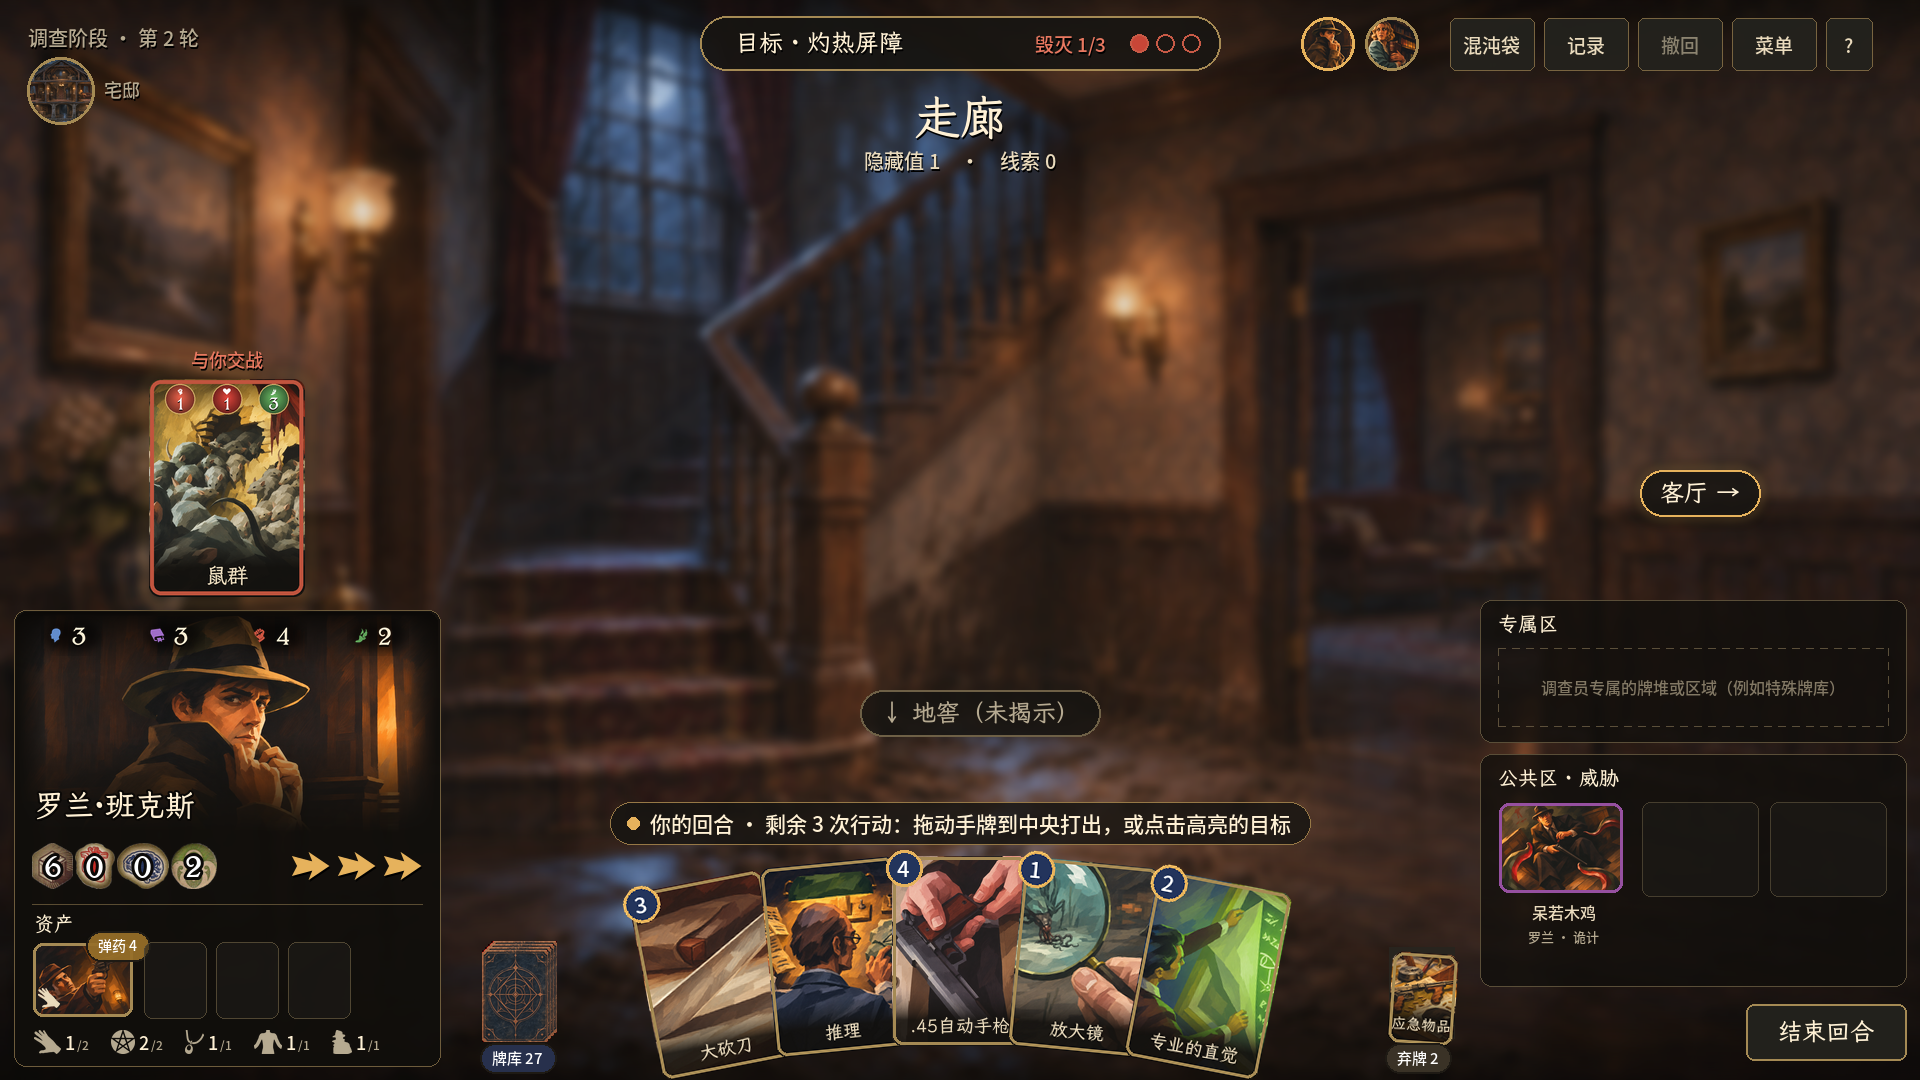 调查阶段 · 第 2 轮
宅邸
目标 · 灼热屏障
毁灭 1/3
混沌袋
记录
撤回
菜单
?
走廊
隐藏值 1 · 线索 0
与你交战
1 1 3
鼠群
客厅 →
↓ 地窖（未揭示）
3 3 4 2
罗兰·班克斯
6 0 0 2
资产
弹药 4
1/2 2/2 1/1 1/1 1/1
你的回合 · 剩余 3 次行动：拖动手牌到中央打出，或点击高亮的目标
牌库 27
3
大砍刀
推理
4
.45自动手枪
1
放大镜
2
专业的直觉
应急物品
弃牌 2
专属区
调查员专属的牌堆或区域（例如特殊牌库）
公共区 · 威胁
呆若木鸡
罗兰 · 诡计
结束回合